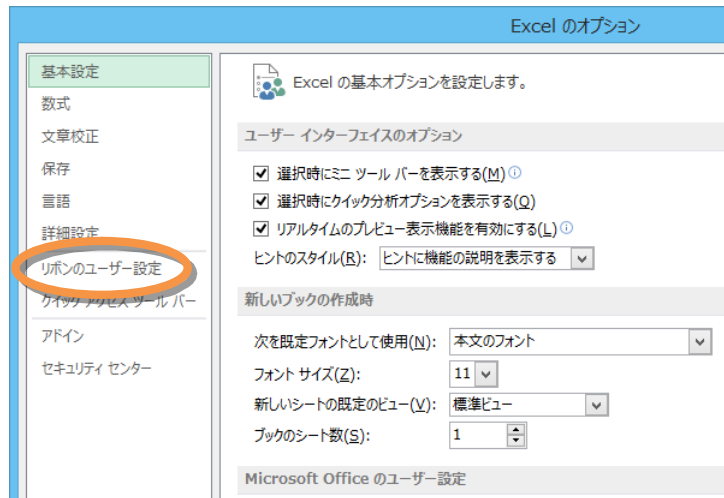 Excel のオプション
基本設定
数式
文章校正
保存
言語
詳細設定
リボンのユーザー設定
クイック アクセス ツール バー
アドイン
セキュリティ センター
Excel の基本オプションを設定します。
ユーザー インターフェイスのオプション
選択時にミニ ツール バーを表示する(M)
選択時にクイック分析オプションを表示する(Q)
リアルタイムのプレビュー表示機能を有効にする(L)
ヒントのスタイル(R): ヒントに機能の説明を表示する
新しいブックの作成時
次を既定フォントとして使用(N): 本文のフォント
フォント サイズ(Z): 11
新しいシートの既定のビュー(V): 標準ビュー
ブックのシート数(S): 1
Microsoft Office のユーザー設定